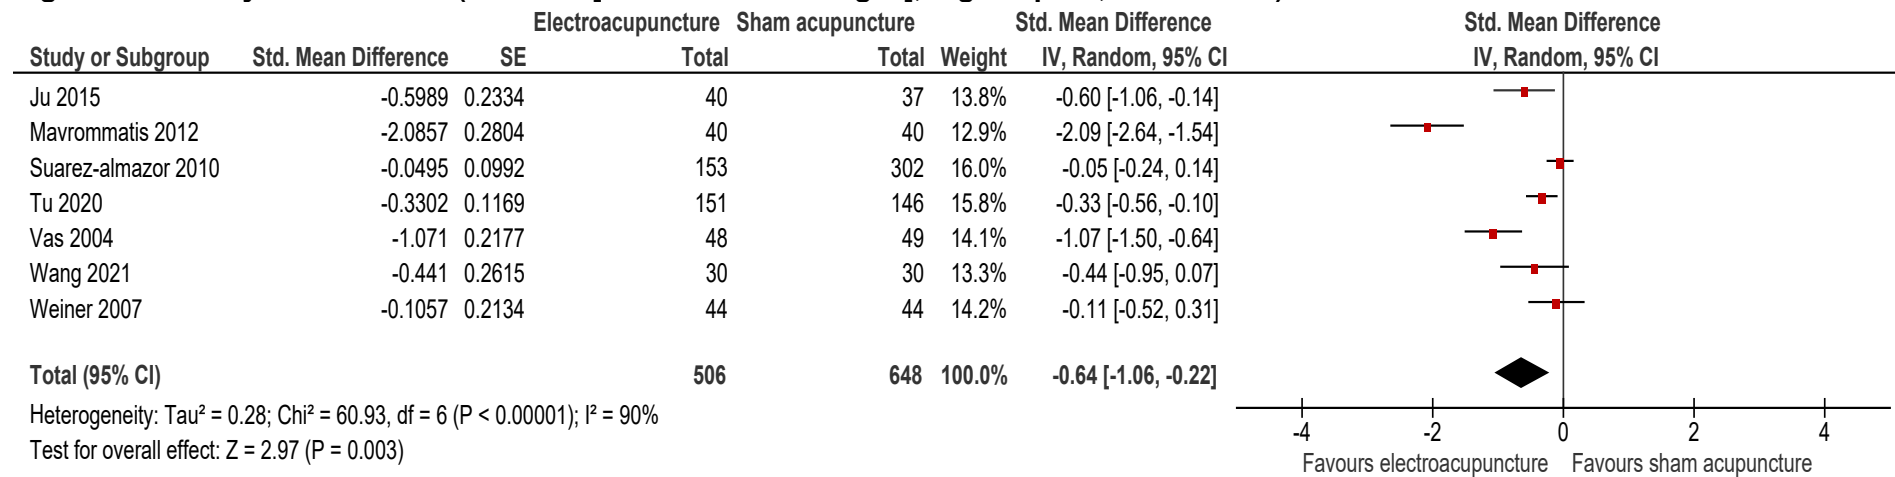 Electroacupuncture Sham acupuncture Std. Mean Difference Std. Mean Difference
Study or Subgroup Std. Mean Difference SE Total Total Weight IV, Random, 95% CI IV, Random, 95% CI
Ju 2015 -0.5989 0.2334 40 37 13.8% -0.60 [-1.06, -0.14]
Mavrommatis 2012 -2.0857 0.2804 40 40 12.9% -2.09 [-2.64, -1.54]
Suarez-almazor 2010 -0.0495 0.0992 153 302 16.0% -0.05 [-0.24, 0.14]
Tu 2020 -0.3302 0.1169 151 146 15.8% -0.33 [-0.56, -0.10]
Vas 2004 -1.071 0.2177 48 49 14.1% -1.07 [-1.50, -0.64]
Wang 2021 -0.441 0.2615 30 30 13.3% -0.44 [-0.95, 0.07]
Weiner 2007 -0.1057 0.2134 44 44 14.2% -0.11 [-0.52, 0.31]
Total (95% CI) 506 648 100.0% -0.64 [-1.06, -0.22]
Heterogeneity: Tau² = 0.28; Chi² = 60.93, df = 6 (P < 0.00001); I² = 90%
Test for overall effect: Z = 2.97 (P = 0.003)
-4 -2 0 2 4
Favours electroacupuncture Favours sham acupuncture